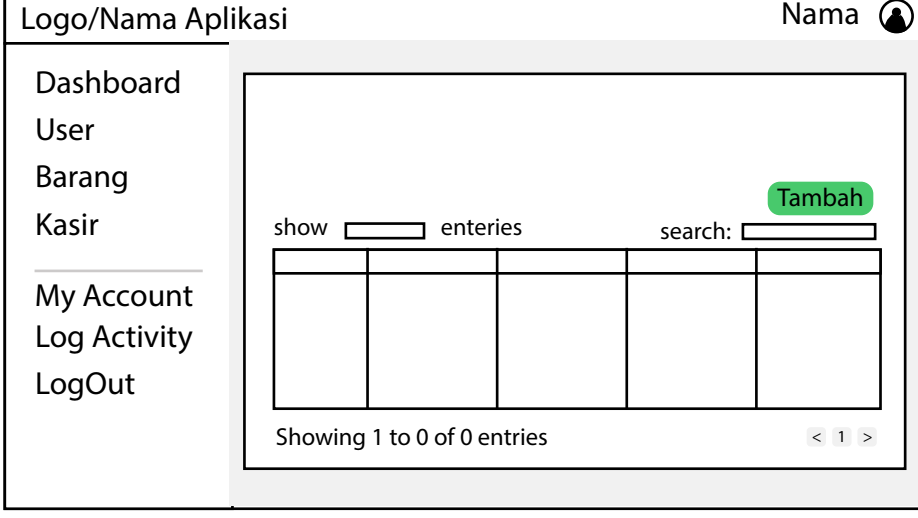 Logo/Nama Aplikasi
Nama
Dashboard
User
Barang
Kasir
My Account
Log Activity
LogOut
Tambah
show enteries
search:
Showing 1 to 0 of 0 entries
< 1 >